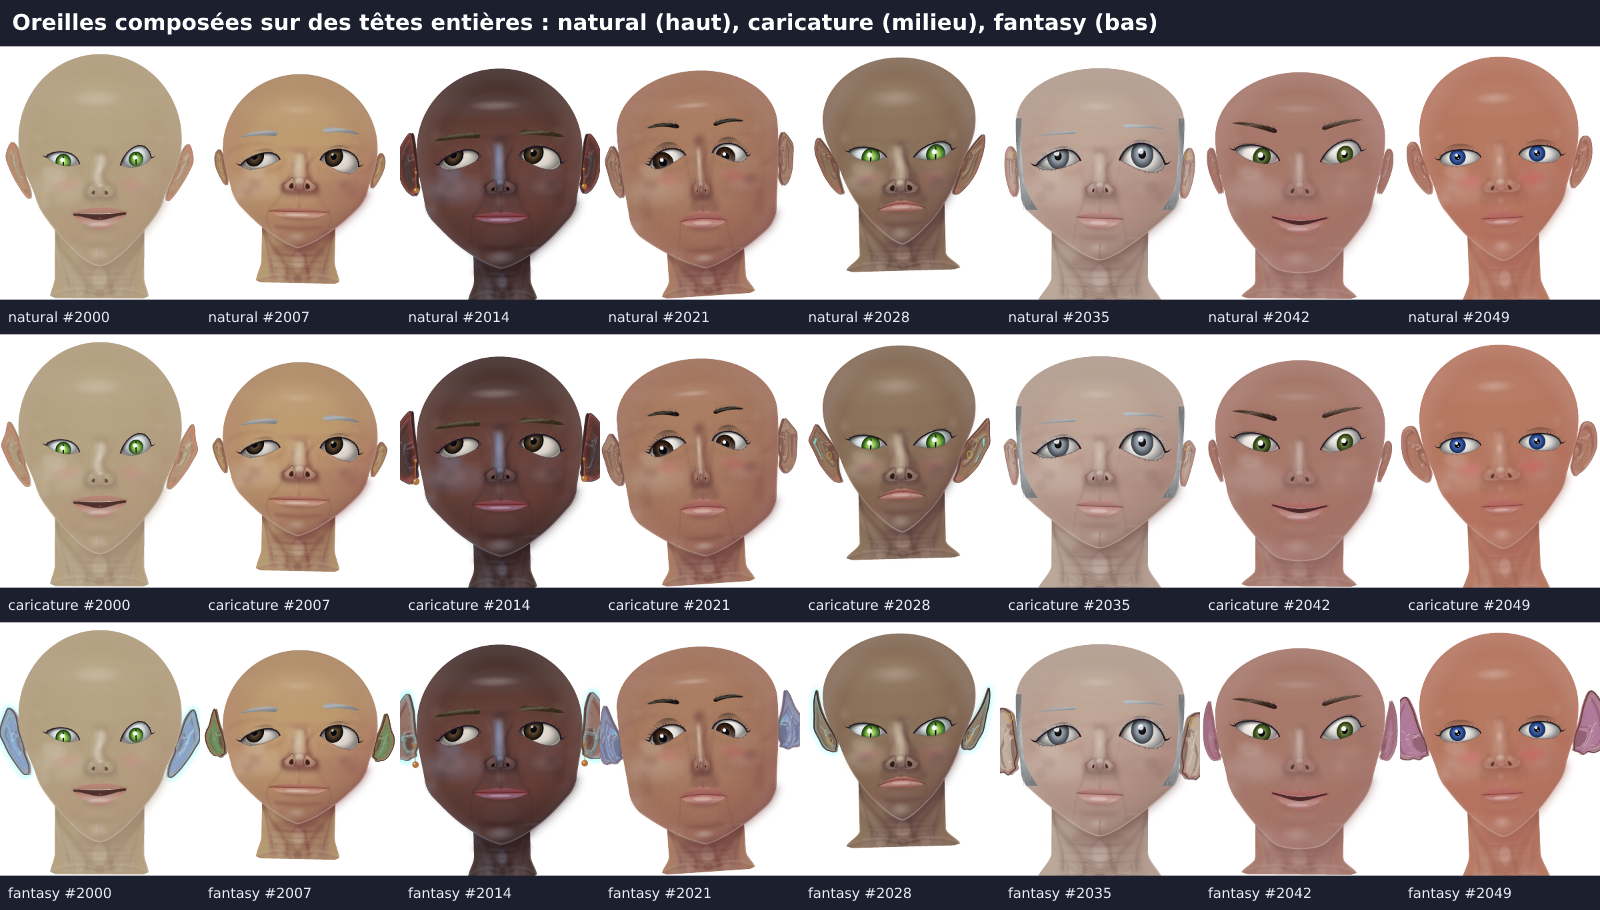 Oreilles composées sur des têtes entières : natural (haut), caricature (milieu), fantasy (bas)
natural #2000 natural #2007 natural #2014 natural #2021 natural #2028 natural #2035 natural #2042 natural #2049
caricature #2000 caricature #2007 caricature #2014 caricature #2021 caricature #2028 caricature #2035 caricature #2042 caricature #2049
fantasy #2000 fantasy #2007 fantasy #2014 fantasy #2021 fantasy #2028 fantasy #2035 fantasy #2042 fantasy #2049